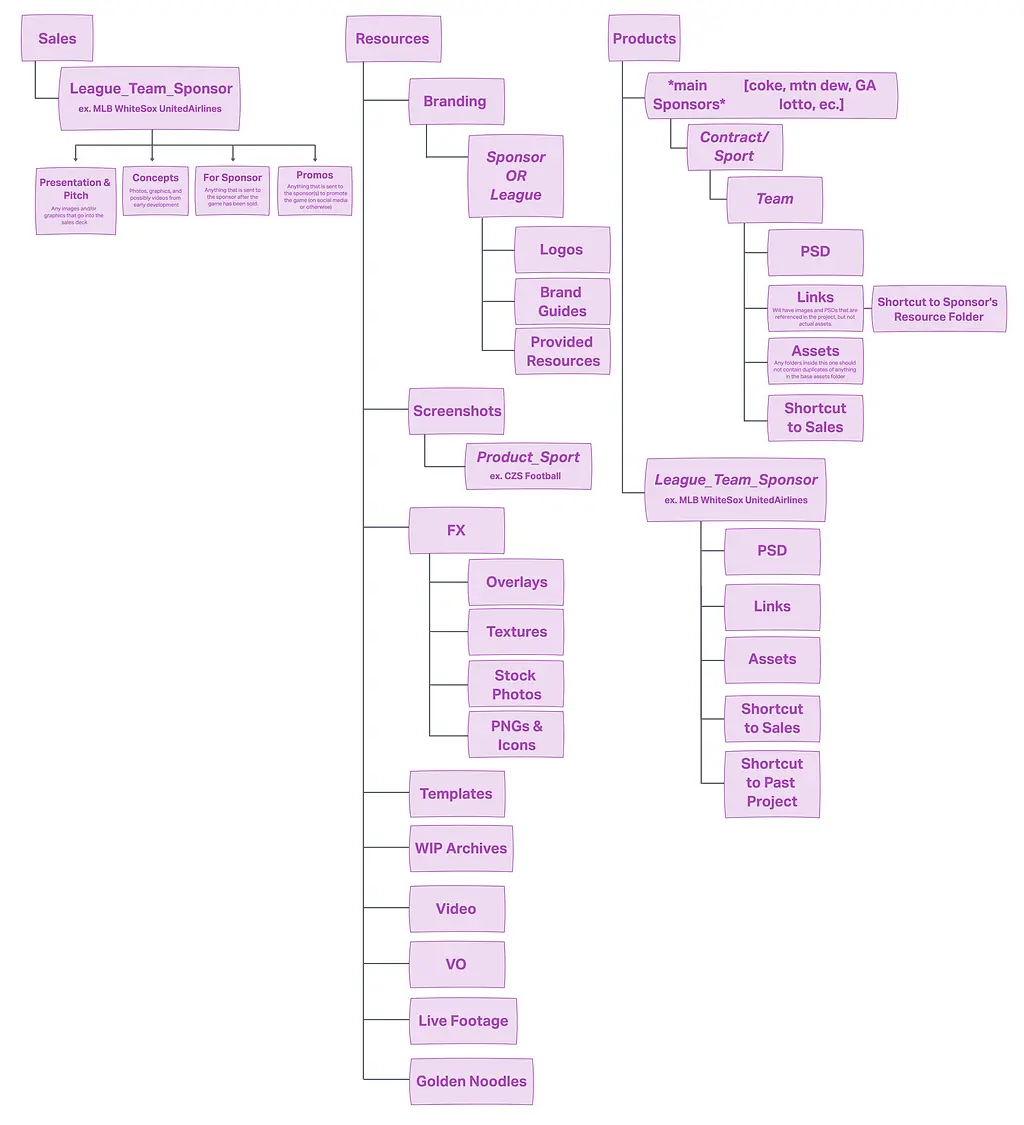 Sales
League_Team_Sponsor
ex. MLB WhiteSox UnitedAirlines
Presentation &
Pitch
Any images and/or
graphics that go into the
sales deck
Concepts
Photos, graphics, and
possibly videos from
early development
For Sponsor
Anything that is sent to
the sponsor after the
game has been sold.
Promos
Anything that is sent to
the sponsor(s) to promote
the game (on social media
or otherwise)
Resources
Branding
Sponsor
OR
League
Logos
Brand
Guides
Provided
Resources
Screenshots
Product_Sport
ex. CZS Football
FX
Overlays
Textures
Stock
Photos
PNGs &
Icons
Templates
WIP Archives
Video
VO
Live Footage
Golden Noodles
Products
*main
Sponsors*
[coke, mtn dew, GA
lotto, ec.]
Contract/
Sport
Team
PSD
Links
Will have images and PSDs that are
referenced in the project, but not
actual assets.
Shortcut to Sponsor's
Resource Folder
Assets
Any folders inside this one should
not contain duplicates of anything
in the base assets folder
Shortcut
to Sales
League_Team_Sponsor
ex. MLB WhiteSox UnitedAirlines
PSD
Links
Assets
Shortcut
to Sales
Shortcut
to Past
Project